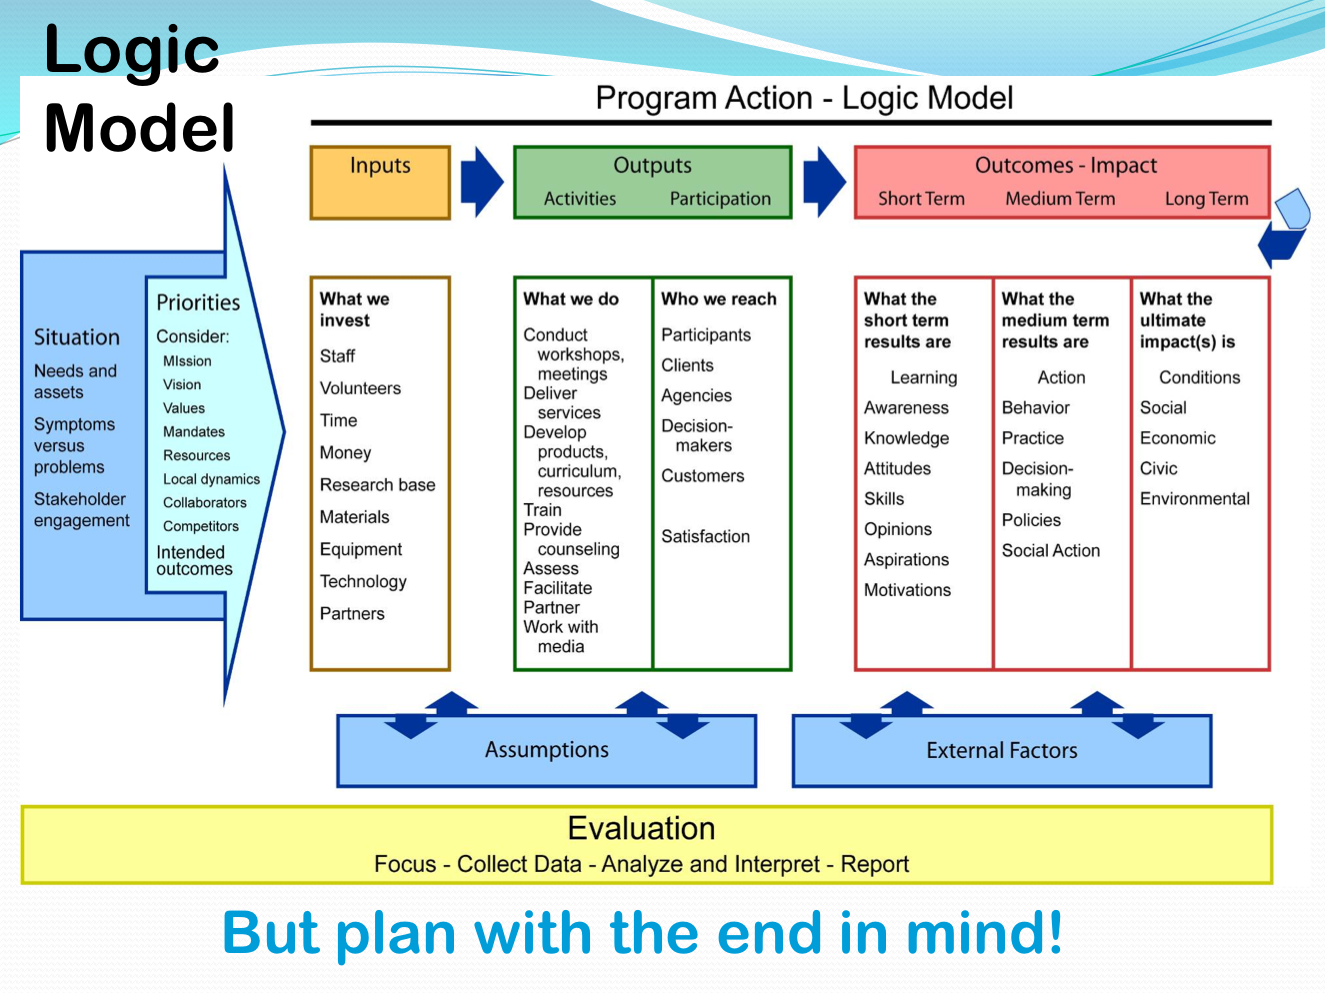 Logic
Model
Program Action - Logic Model
Inputs
Outputs
Activities Participation
Outcomes - Impact
Short Term Medium Term Long Term
Situation
Needs and
assets
Symptoms
versus
problems
Stakeholder
engagement
Priorities
Consider:
MIssion
Vision
Values
Mandates
Resources
Local dynamics
Collaborators
Competitors
Intended
outcomes
What we
invest
Staff
Volunteers
Time
Money
Research base
Materials
Equipment
Technology
Partners
What we do
Conduct
workshops,
meetings
Deliver
services
Develop
products,
curriculum,
resources
Train
Provide
counseling
Assess
Facilitate
Partner
Work with
media
Who we reach
Participants
Clients
Agencies
Decision-
makers
Customers
Satisfaction
What the
short term
results are
Learning
Awareness
Knowledge
Attitudes
Skills
Opinions
Aspirations
Motivations
What the
medium term
results are
Action
Behavior
Practice
Decision-
making
Policies
Social Action
What the
ultimate
impact(s) is
Conditions
Social
Economic
Civic
Environmental
Assumptions
External Factors
Evaluation
Focus - Collect Data - Analyze and Interpret - Report
But plan with the end in mind!